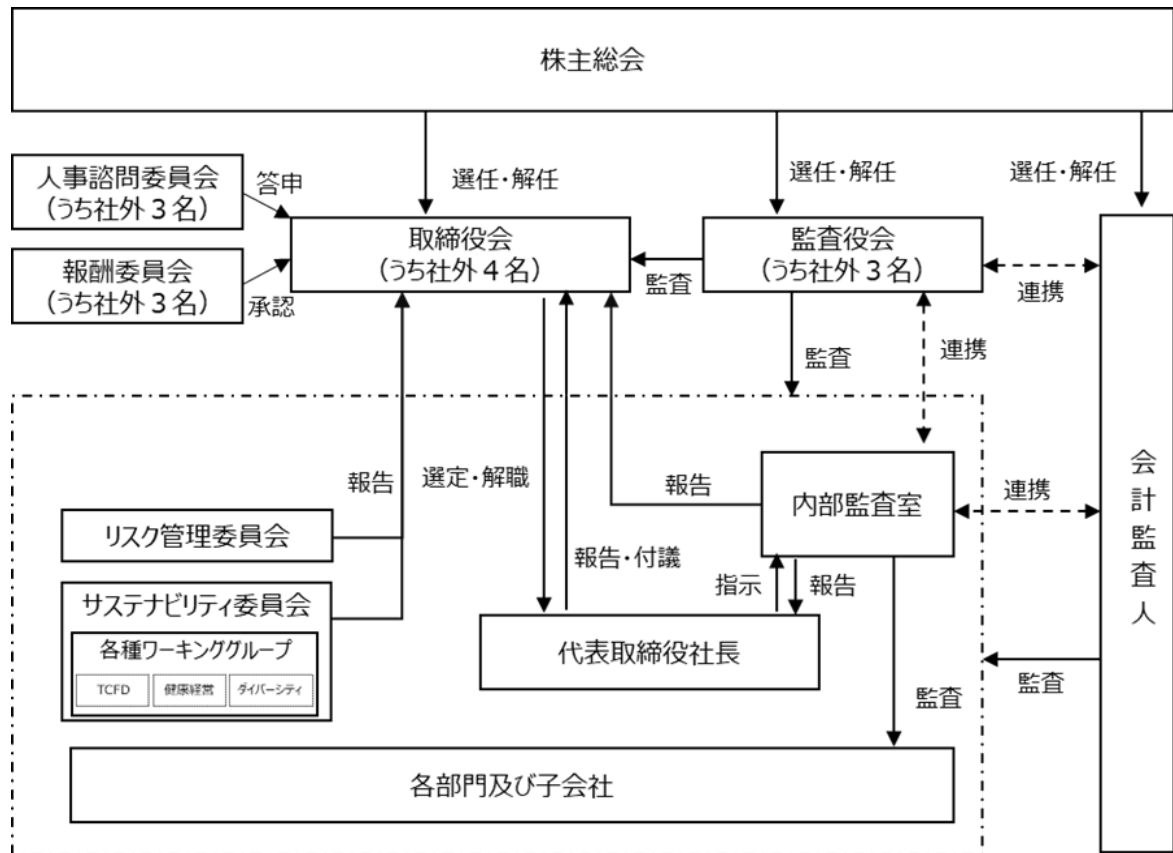 株主総会
選任・解任
選任・解任
選任・解任
人事諮問委員会
(うち社外３名)
答申
報酬委員会
(うち社外３名)
承認
取締役会
(うち社外４名)
監査
監査役会
(うち社外３名)
連携
監査
連携
報告
選定・解職
報告
内部監査室
連携
会計監査人
リスク管理委員会
報告・付議
指示
報告
サステナビリティ委員会
各種ワーキンググループ
TCFD
健康経営
ダイバーシティ
代表取締役社長
監査
監査
各部門及び子会社